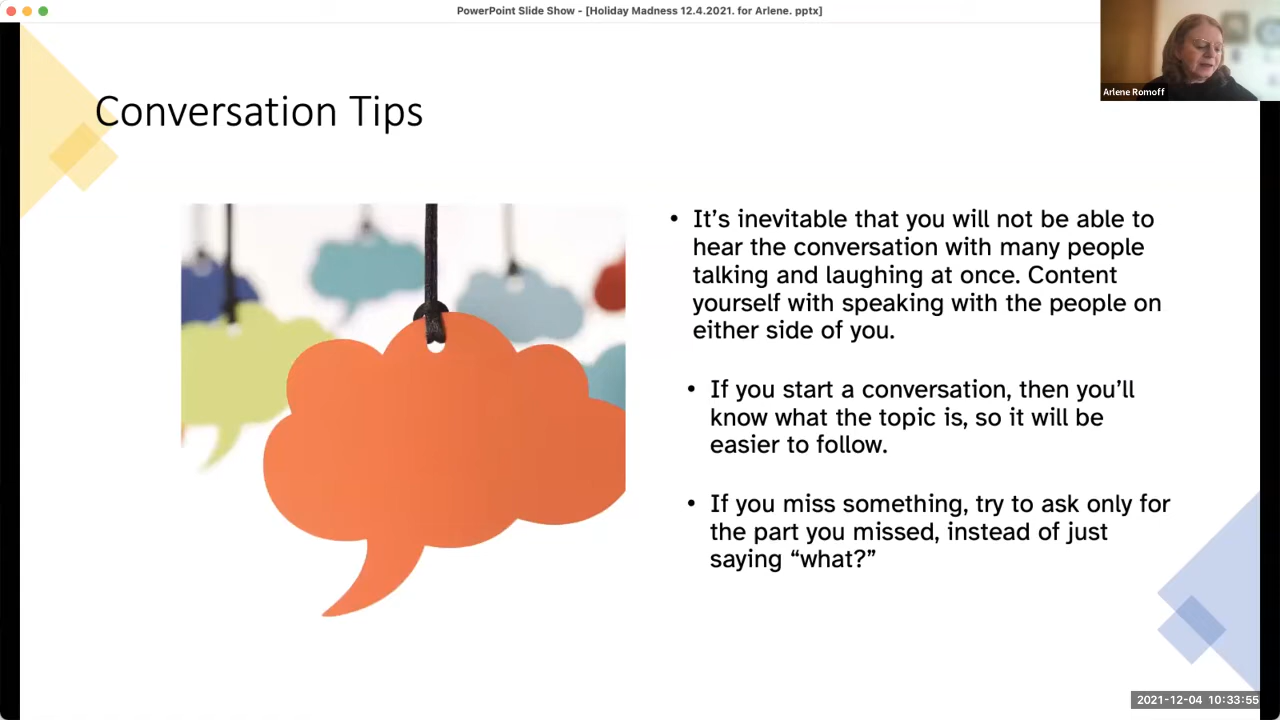 PowerPoint Slide Show - [Holiday Madness 12.4.2021. for Arlene. pptx]
Arlene Romoff
Conversation Tips
• It’s inevitable that you will not be able to
hear the conversation with many people
talking and laughing at once. Content
yourself with speaking with the people on
either side of you.
• If you start a conversation, then you’ll
know what the topic is, so it will be
easier to follow.
• If you miss something, try to ask only for
the part you missed, instead of just
saying “what?”
2021-12-04 10:33:55